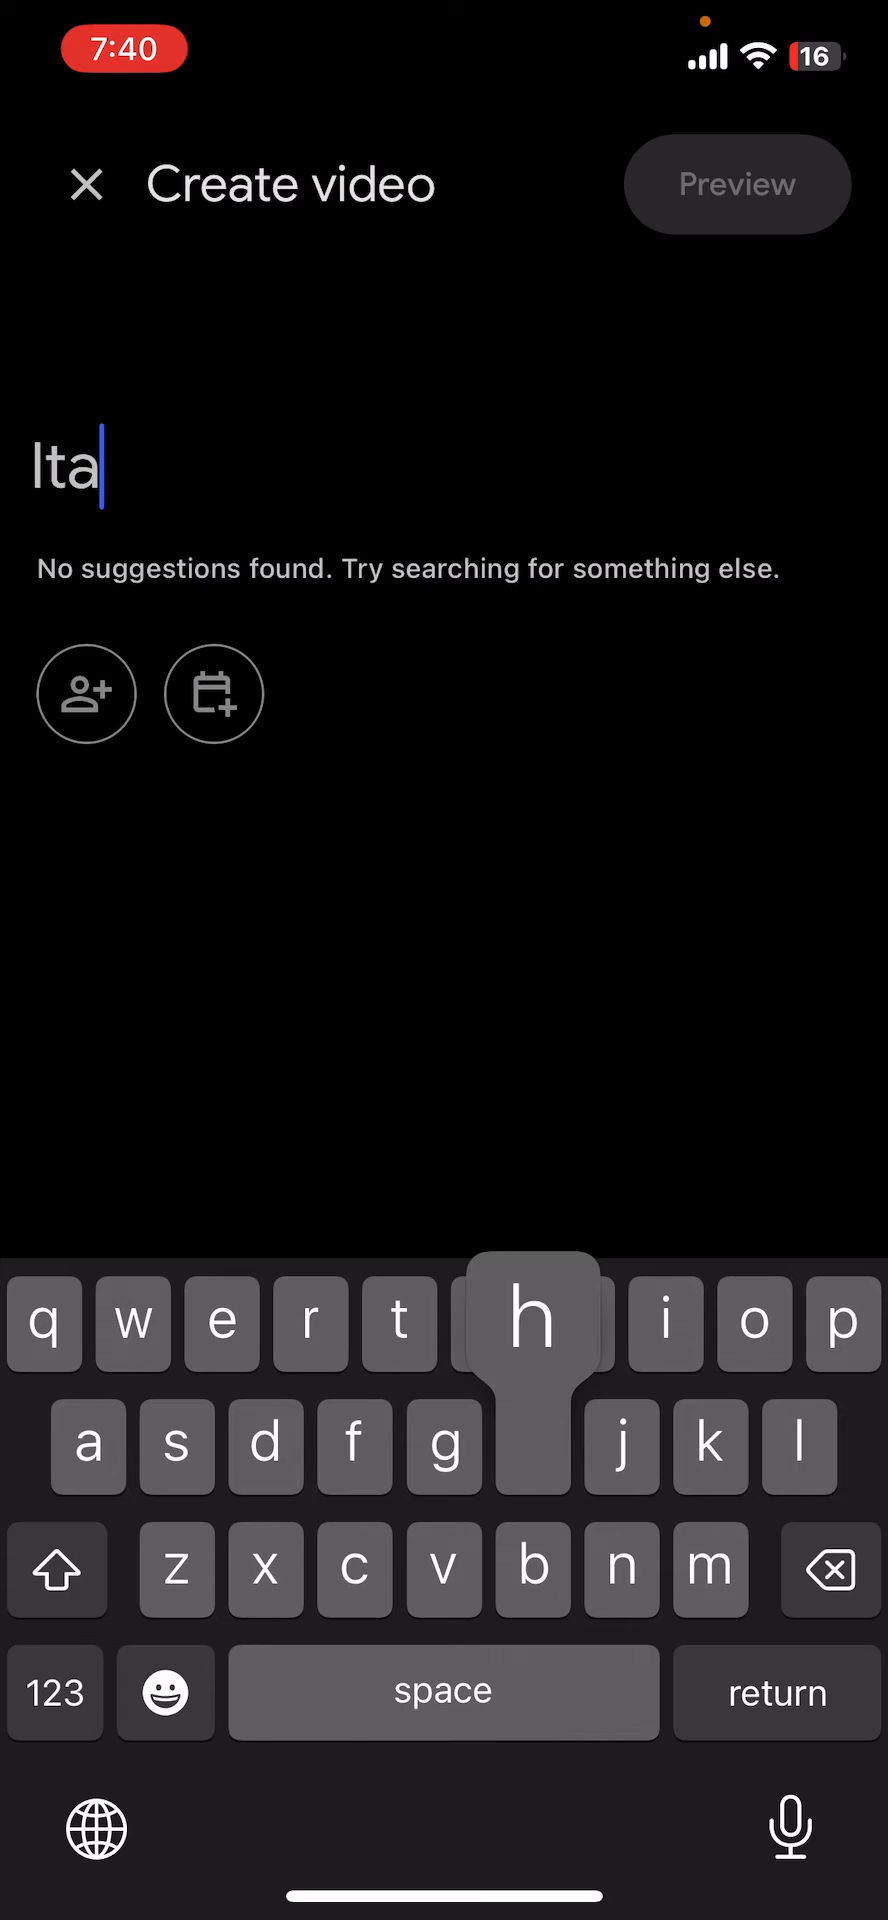 7:40
16
Create video
Preview
Ita
No suggestions found. Try searching for something else.
q w e r t h i o p
a s d f g j k l
z x c v b n m
123 space return